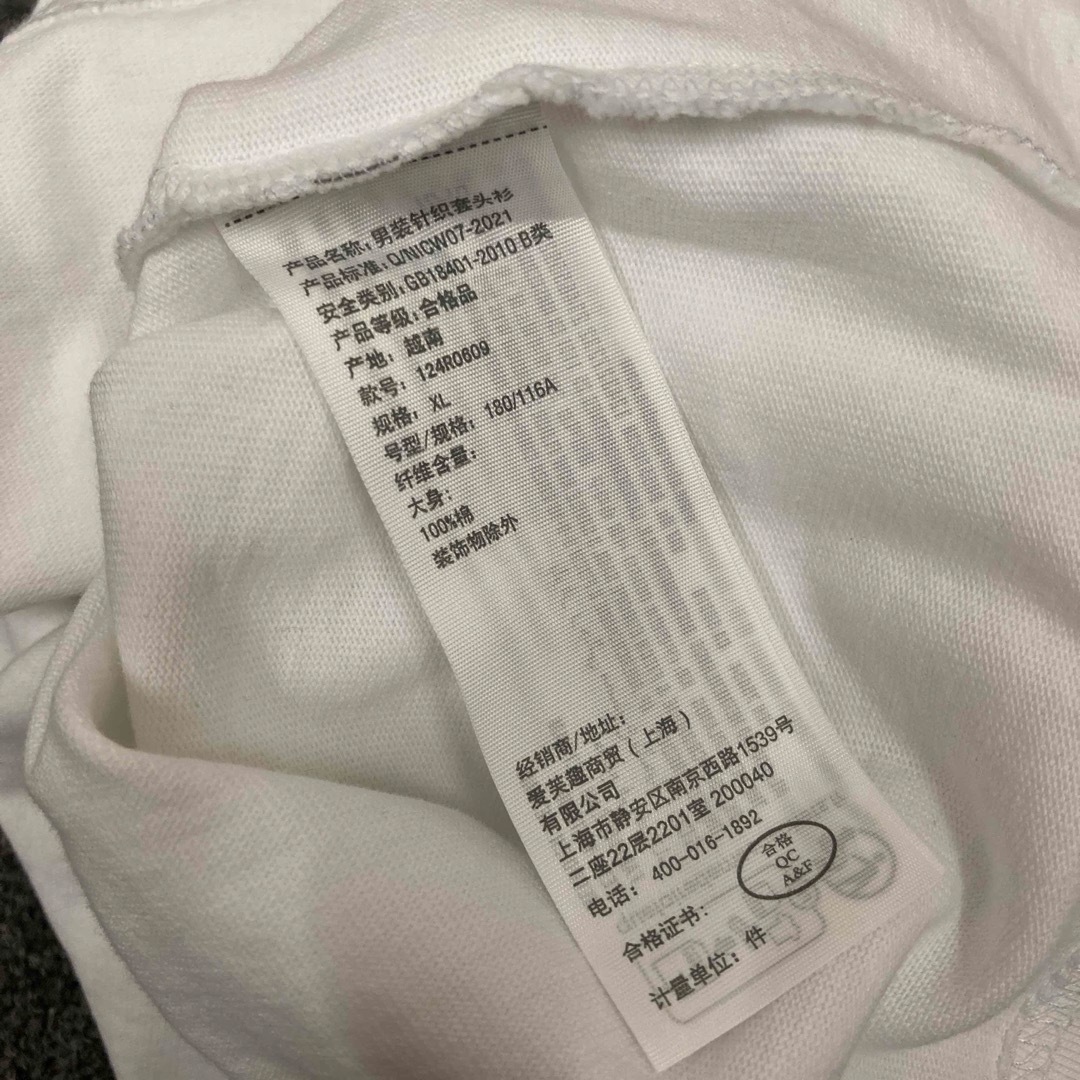 产品名称: 男装针织套头衫
产品标准: Q/NICW07-2021
安全类别: GB18401-2010 B类
产品等级: 合格品
产地: 越南
款号: 124R0609
规格: XL
号型/规格: 180/116A
纤维含量:
大身:
100%棉
装饰物除外
经销商/地址:
爱芙趣商贸(上海)
有限公司
上海市静安区南京西路1539号
二座22层2201室 200040
电话: 400-016-1892
合格证书:
合格
QC
A&F
计量单位: 件